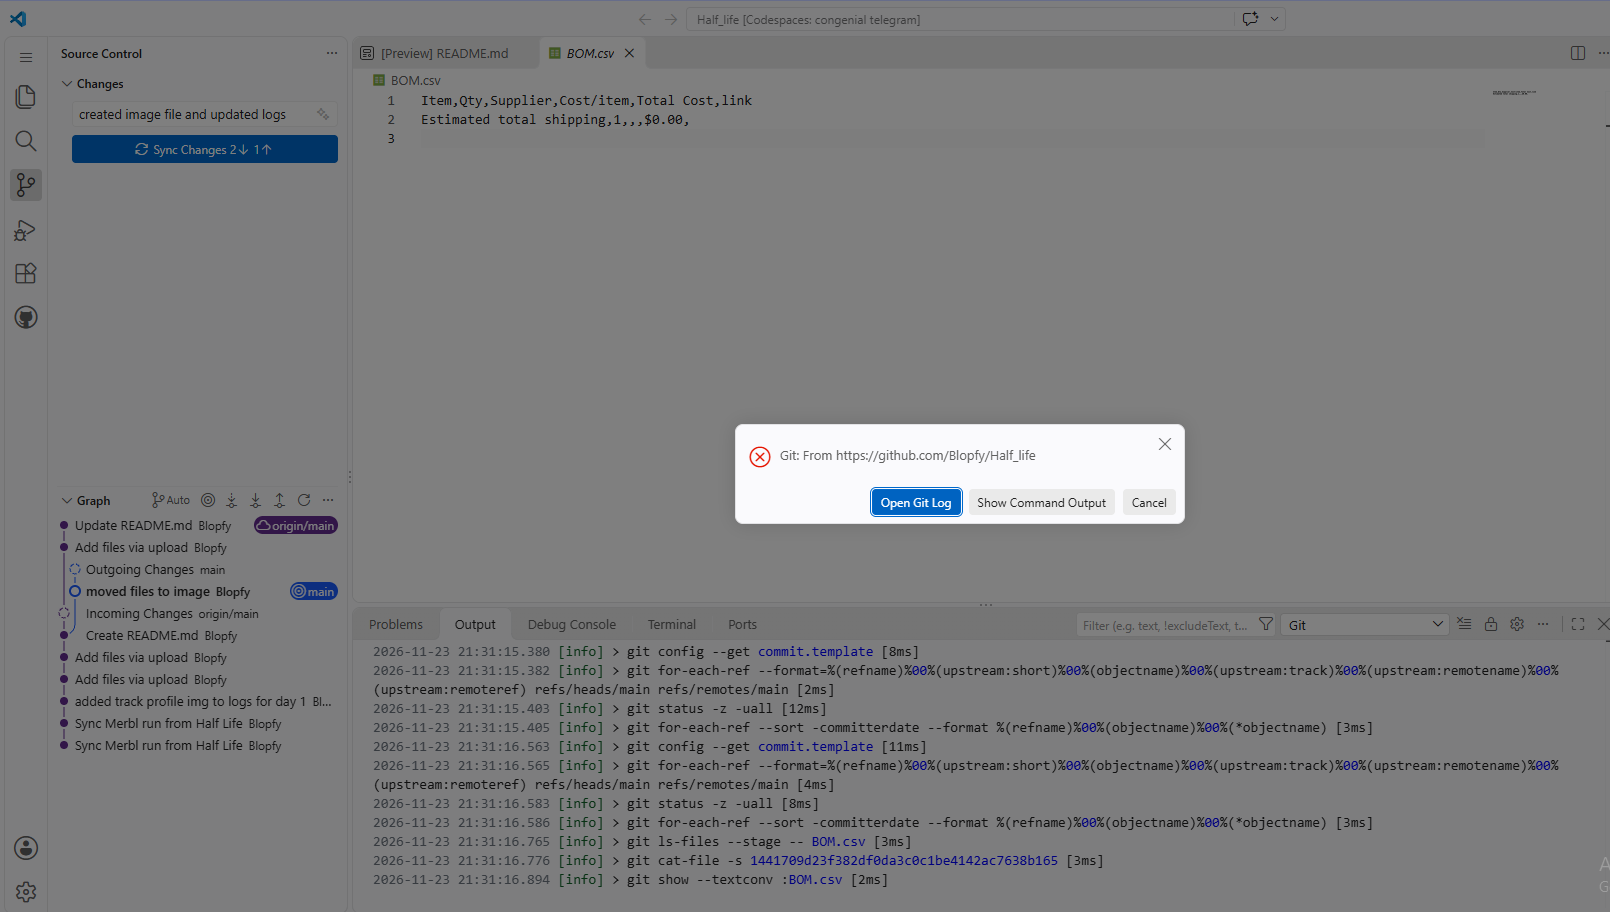 Half_life [Codespaces: congenial telegram]
Source Control
Changes
created image file and updated logs
Sync Changes 2↓ 1↑
Graph
Auto
Update README.md Blopfy origin/main
Add files via upload Blopfy
Outgoing Changes main
moved files to image Blopfy main
Incoming Changes origin/main
Create README.md Blopfy
Add files via upload Blopfy
Add files via upload Blopfy
added track profile img to logs for day 1 Bl...
Sync Merbl run from Half Life Blopfy
Sync Merbl run from Half Life Blopfy
[Preview] README.md
BOM.csv
BOM.csv
1 Item,Qty,Supplier,Cost/item,Total Cost,link
2 Estimated total shipping,1,,,$0.00,
3
Git: From https://github.com/Blopfy/Half_life
Open Git Log
Show Command Output
Cancel
Problems
Output
Debug Console
Terminal
Ports
Filter (e.g. text, !excludeText, t...
Git
2026-11-23 21:31:15.380 [info] > git config --get commit.template [8ms]
2026-11-23 21:31:15.382 [info] > git for-each-ref --format=%(refname)%00%(upstream:short)%00%(objectname)%00%(upstream:track)%00%(upstream:remotename)%00%
(upstream:remoteref) refs/heads/main refs/remotes/main [2ms]
2026-11-23 21:31:15.403 [info] > git status -z -uall [12ms]
2026-11-23 21:31:15.405 [info] > git for-each-ref --sort -committerdate --format %(refname)%00%(objectname)%00%(*objectname) [3ms]
2026-11-23 21:31:16.563 [info] > git config --get commit.template [11ms]
2026-11-23 21:31:16.565 [info] > git for-each-ref --format=%(refname)%00%(upstream:short)%00%(objectname)%00%(upstream:track)%00%(upstream:remotename)%00%
(upstream:remoteref) refs/heads/main refs/remotes/main [4ms]
2026-11-23 21:31:16.583 [info] > git status -z -uall [8ms]
2026-11-23 21:31:16.586 [info] > git for-each-ref --sort -committerdate --format %(refname)%00%(objectname)%00%(*objectname) [3ms]
2026-11-23 21:31:16.765 [info] > git ls-files --stage -- BOM.csv [3ms]
2026-11-23 21:31:16.776 [info] > git cat-file -s 1441709d23f382df0da3c0c1be4142ac7638b165 [3ms]
2026-11-23 21:31:16.894 [info] > git show --textconv :BOM.csv [2ms]